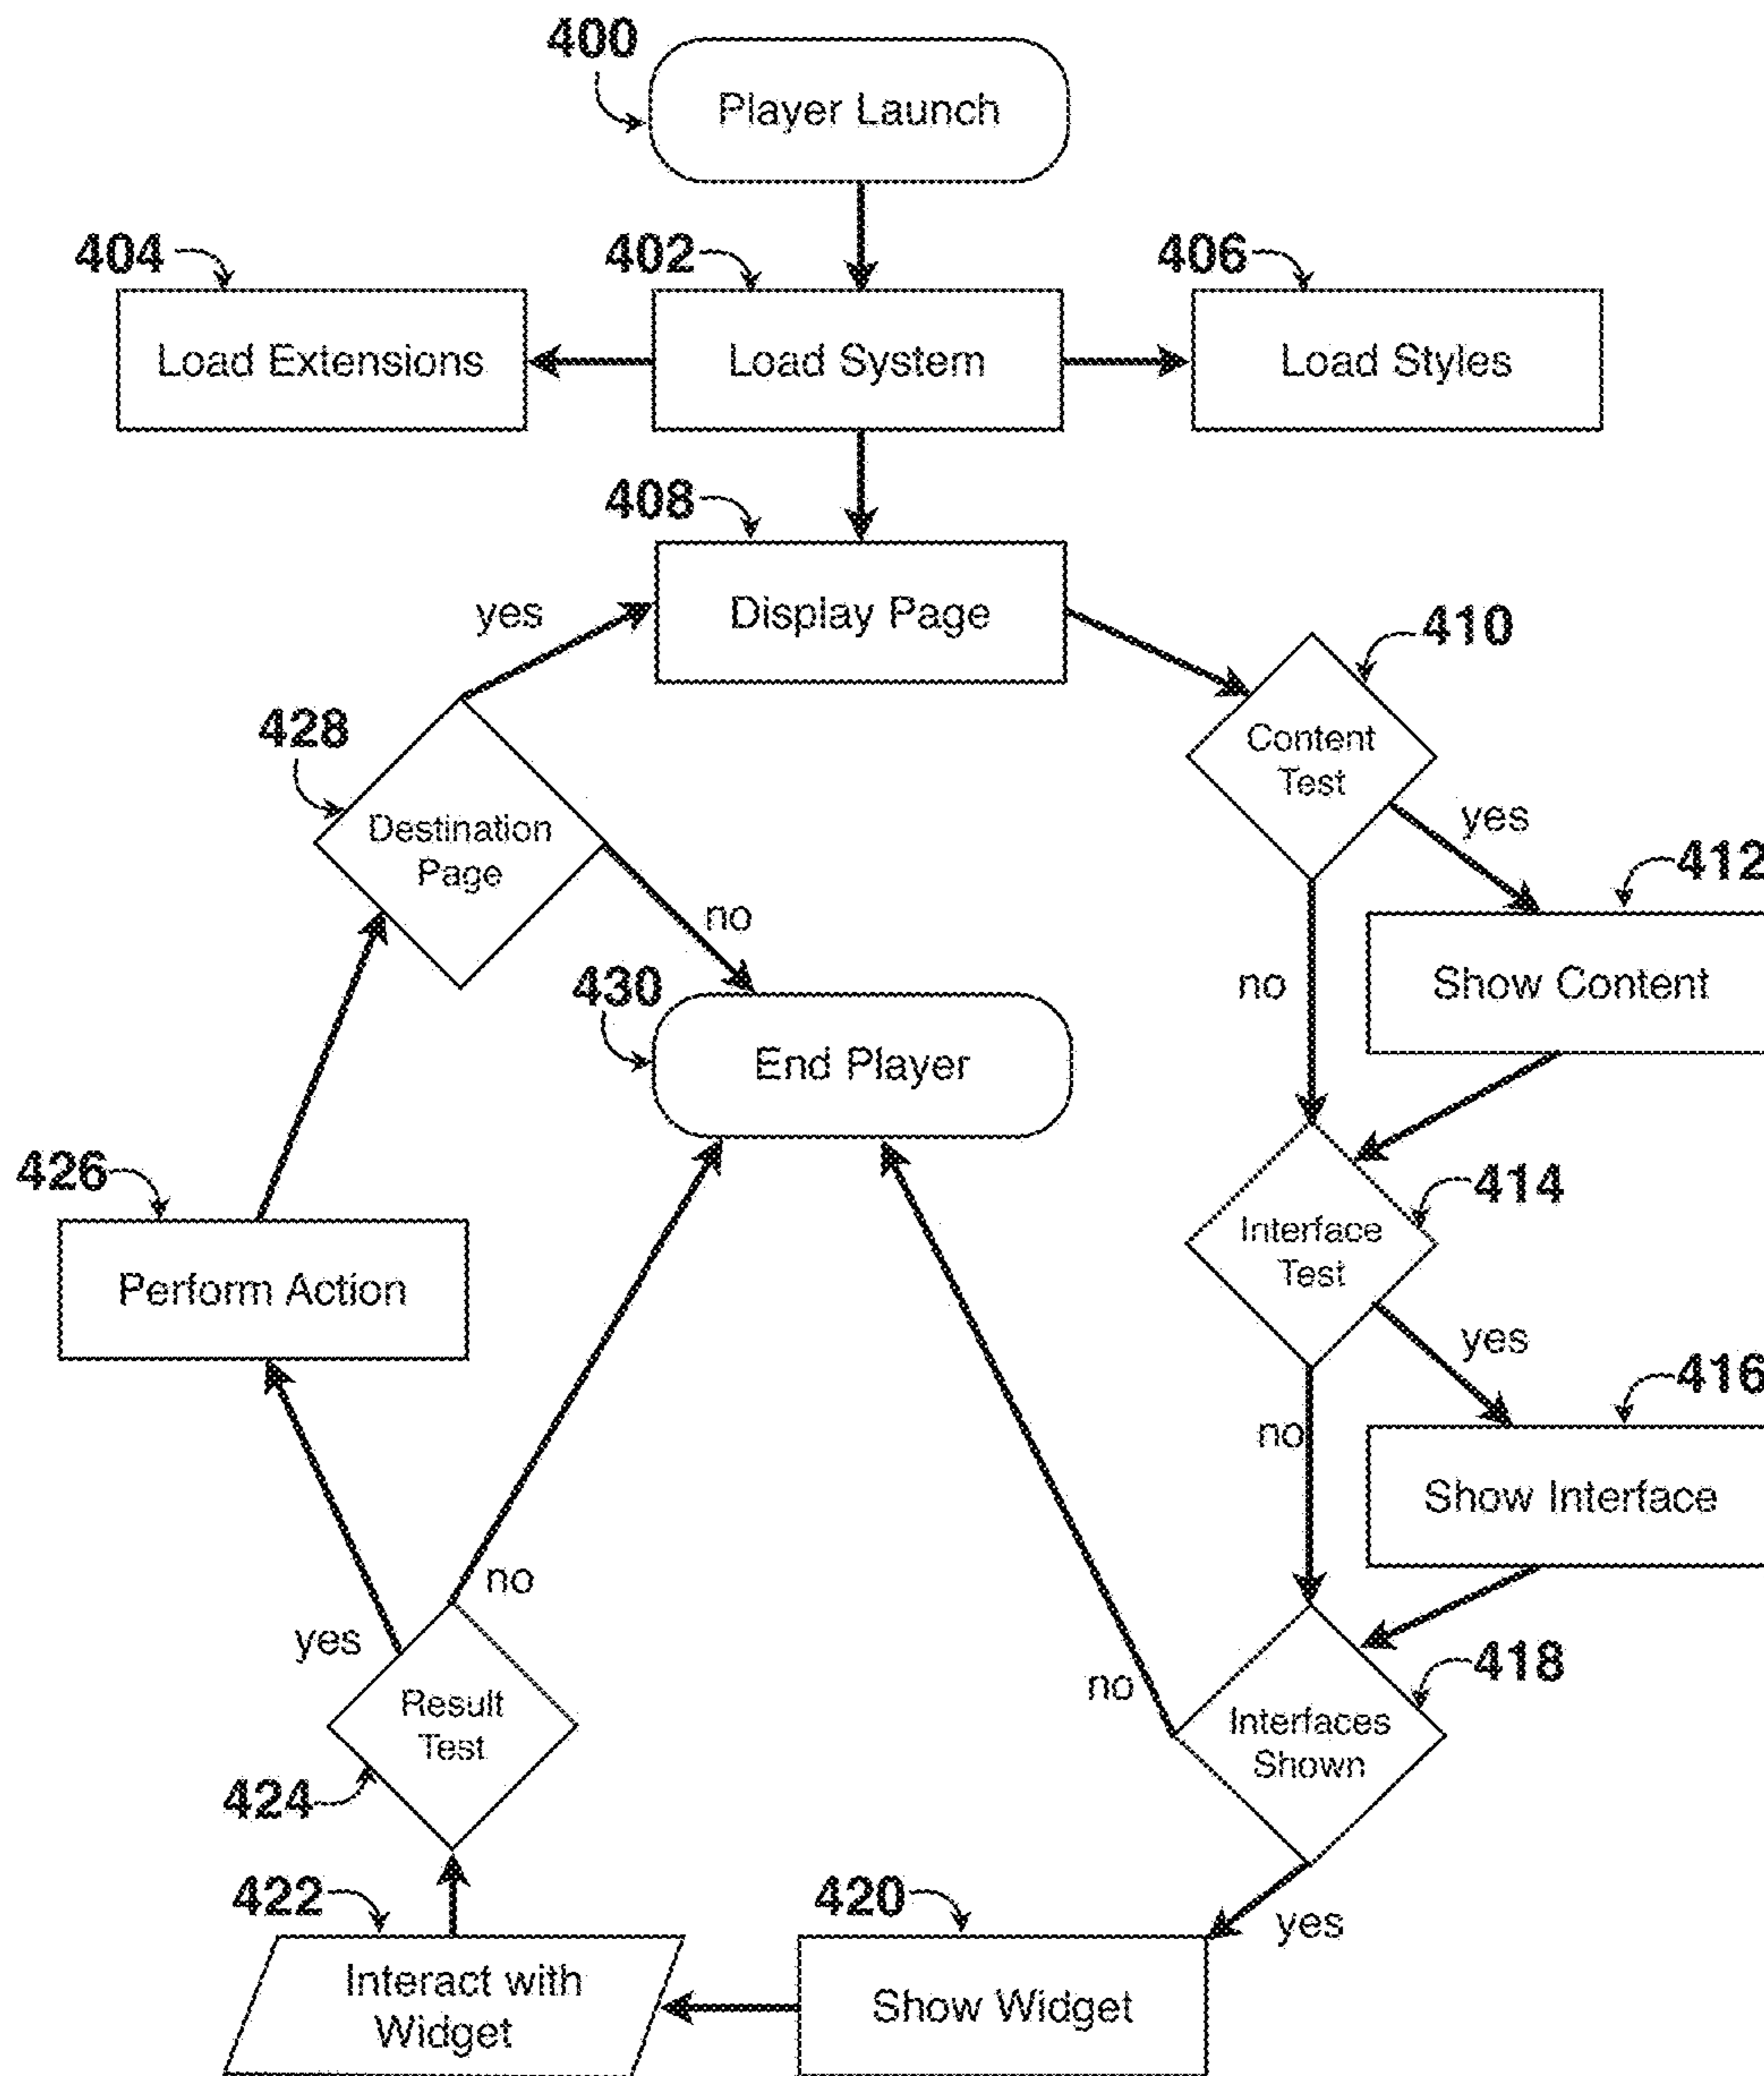 400
Player Launch
404
402
406
Load Extensions
Load System
Load Styles
408
yes
Display Page
410
428
Content
Test
yes
Destination
Page
412
no
430
no
Show Content
End Player
426
414
Interface
Test
Perform Action
yes
416
no
Show Interface
no
yes
418
no
Result
Test
Interfaces
Shown
424
422
420
yes
Interact with
Widget
Show Widget